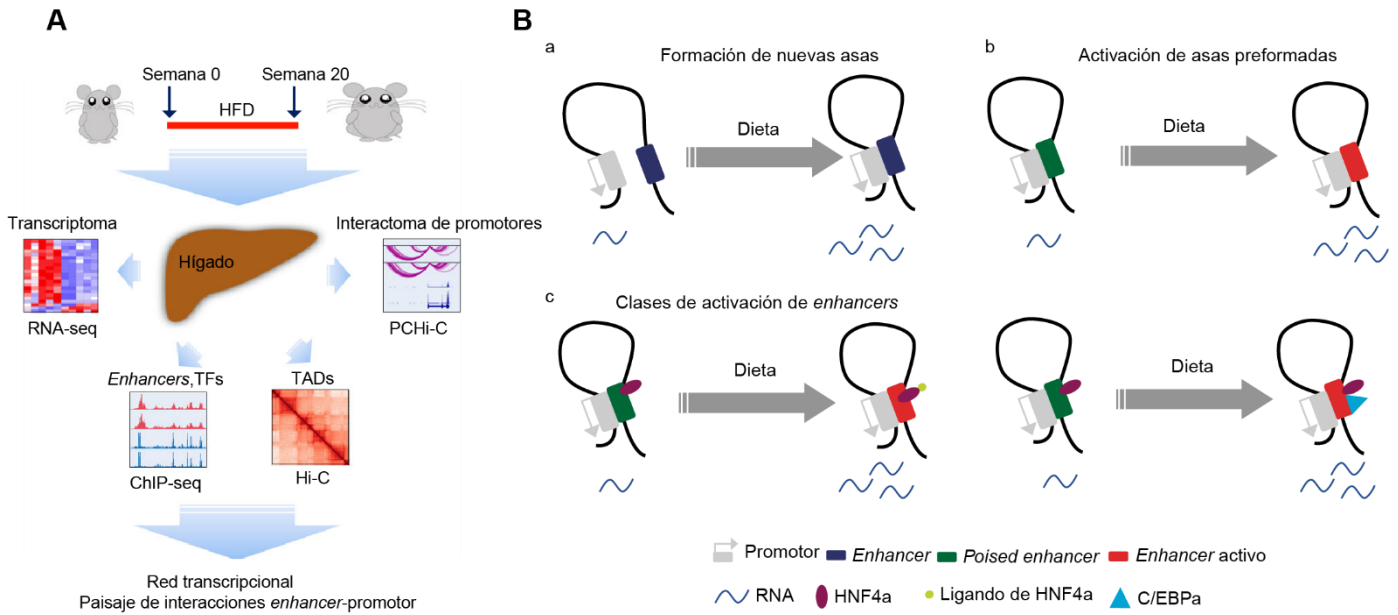 A
Semana 0
Semana 20
HFD
Transcriptoma
Interactoma de promotores
Hígado
RNA-seq
PCHi-C
Enhancers,TFs
TADs
ChIP-seq
Hi-C
Red transcripcional
Paisaje de interacciones enhancer-promotor
B
a
Formación de nuevas asas
Dieta
b
Activación de asas preformadas
Dieta
c
Clases de activación de enhancers
Dieta
Dieta
Promotor
Enhancer
Poised enhancer
Enhancer activo
RNA
HNF4a
Ligando de HNF4a
C/EBPa